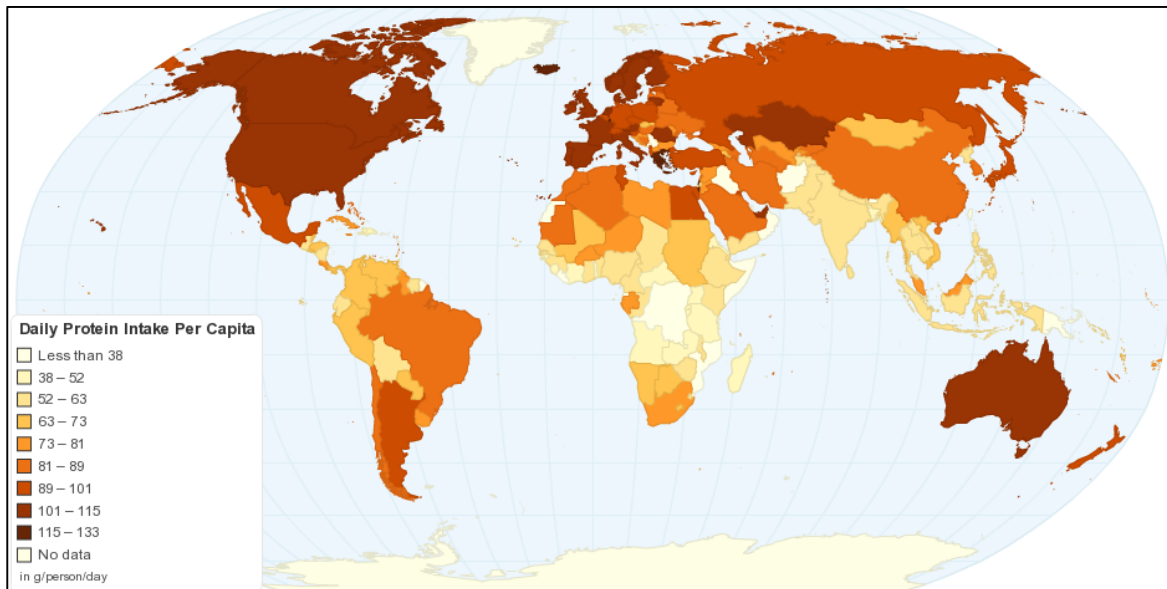 Daily Protein Intake Per Capita
Less than 38
38 – 52
52 – 63
63 – 73
73 – 81
81 – 89
89 – 101
101 – 115
115 – 133
No data
in g/person/day